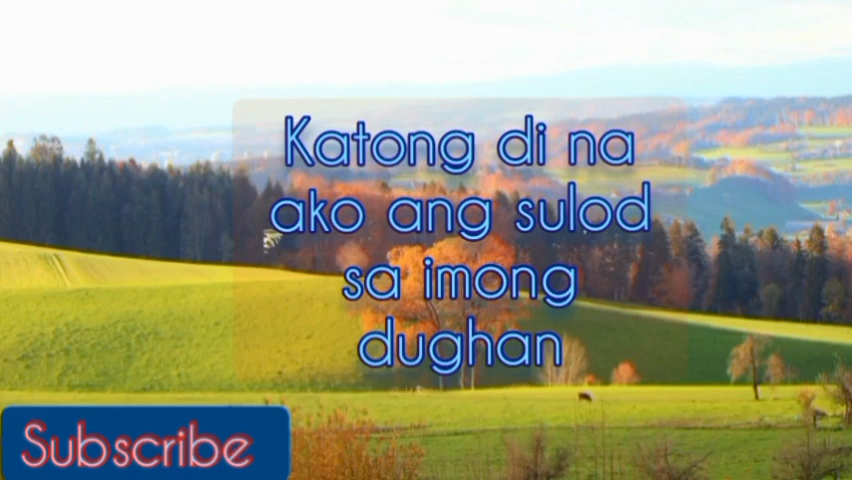 Katong di na
ako ang sulod
sa imong
dughan
Subscribe